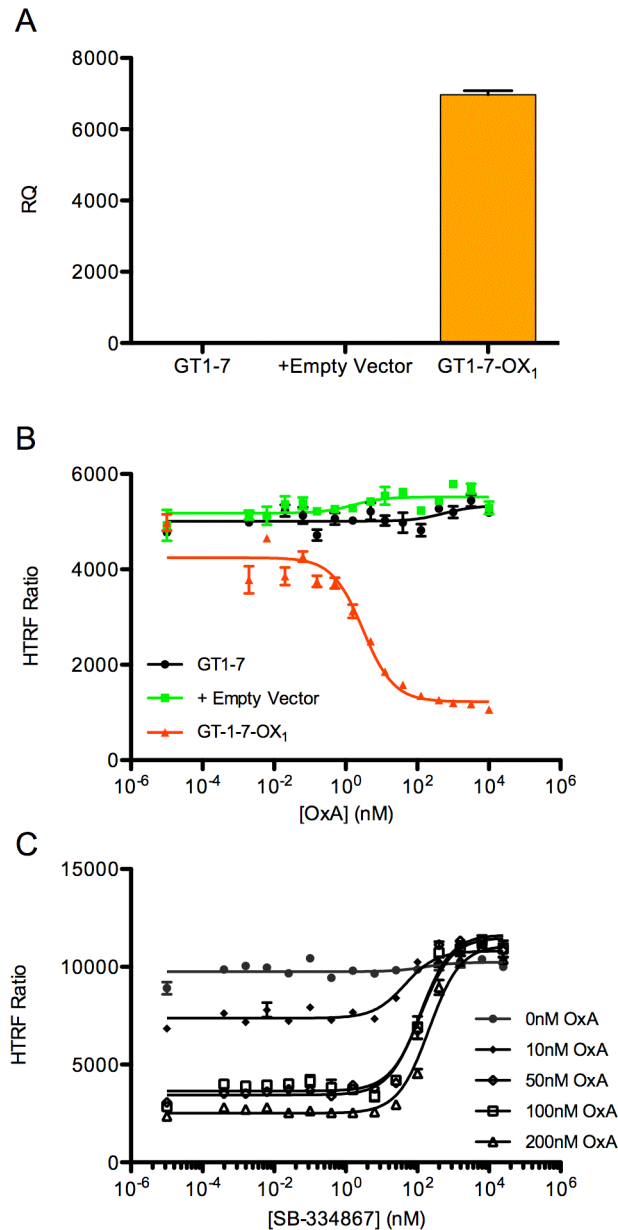 A
8000
6000
4000
2000
0
RQ
GT1-7
+Empty Vector
GT1-7-OX₁
B
6000
4000
2000
0
HTRF Ratio
GT1-7
+ Empty Vector
GT-1-7-OX₁
10⁻⁶ 10⁻⁴ 10⁻² 10⁰ 10² 10⁴ 10⁶
[OxA] (nM)
C
15000
10000
5000
0
HTRF Ratio
0nM OxA
10nM OxA
50nM OxA
100nM OxA
200nM OxA
10⁻⁶ 10⁻⁴ 10⁻² 10⁰ 10² 10⁴ 10⁶
[SB-334867] (nM)